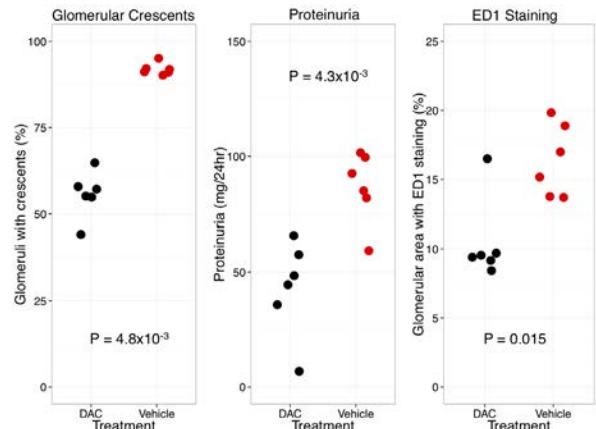 Glomerular Crescents
Glomeruli with crescents (%)
100
75
50
25
0
P = 4.8x10-3
DAC
Vehicle
Treatment
Proteinuria
Proteinuria (mg/24hr)
150
100
50
0
P = 4.3x10-3
DAC
Vehicle
Treatment
ED1 Staining
Glomerular area with ED1 staining (%)
25
20
15
10
5
0
P = 0.015
DAC
Vehicle
Treatment